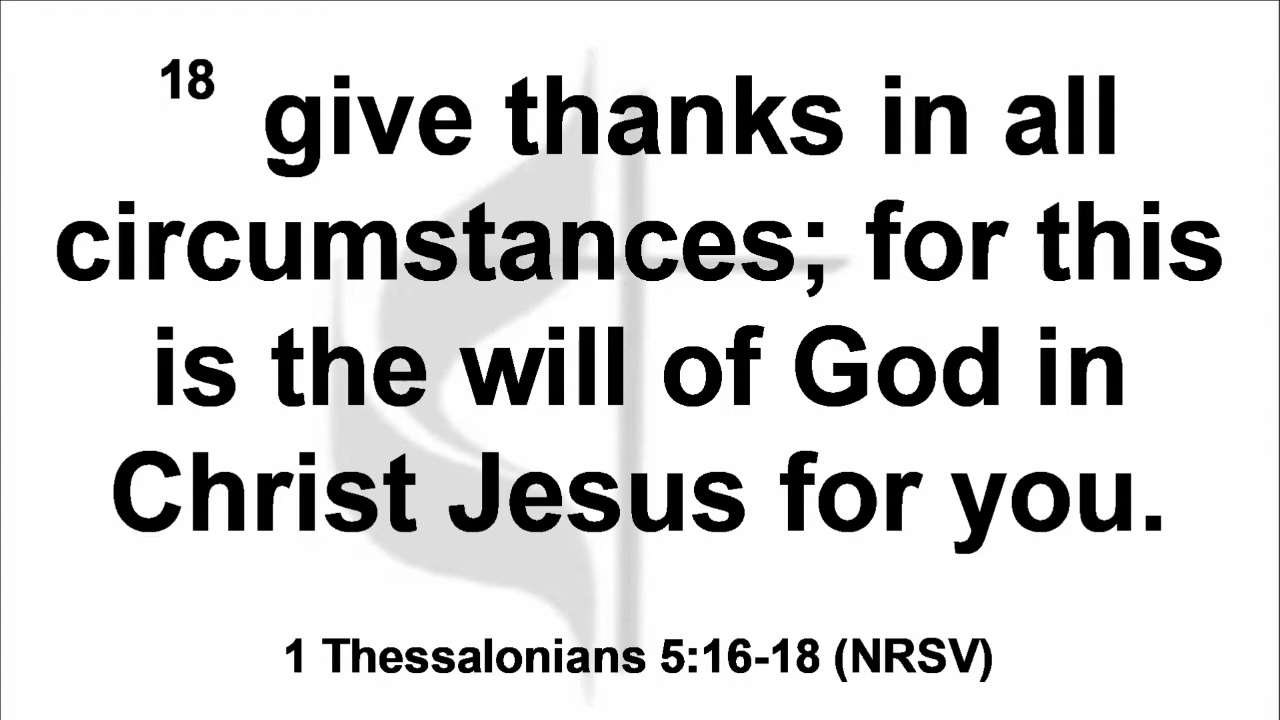 18 give thanks in all
circumstances; for this
is the will of God in
Christ Jesus for you.
1 Thessalonians 5:16-18 (NRSV)